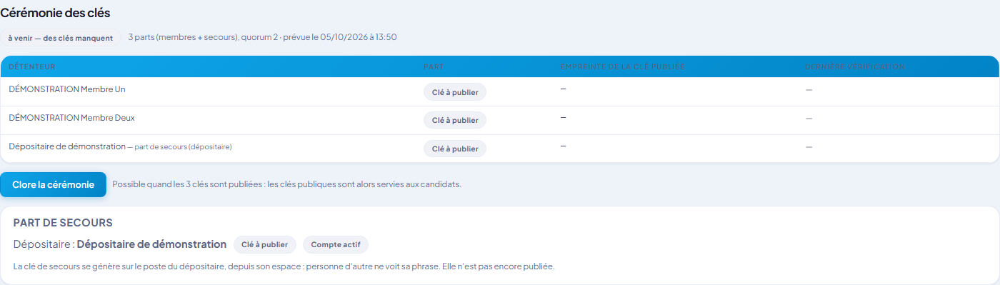 Cérémonie des clés
à venir — des clés manquent 3 parts (membres + secours), quorum 2 · prévue le 05/10/2026 à 13:50
DÉTENTEUR PART EMPREINTE DE LA CLÉ PUBLIÉE DERNIÈRE VÉRIFICATION
DÉMONSTRATION Membre Un Clé à publier — —
DÉMONSTRATION Membre Deux Clé à publier — —
Dépositaire de démonstration — part de secours (dépositaire) Clé à publier — —
Clore la cérémonie Possible quand les 3 clés sont publiées : les clés publiques sont alors servies aux candidats.
PART DE SECOURS
Dépositaire : Dépositaire de démonstration Clé à publier Compte actif
La clé de secours se génère sur le poste du dépositaire, depuis son espace : personne d'autre ne voit sa phrase. Elle n'est pas encore publiée.